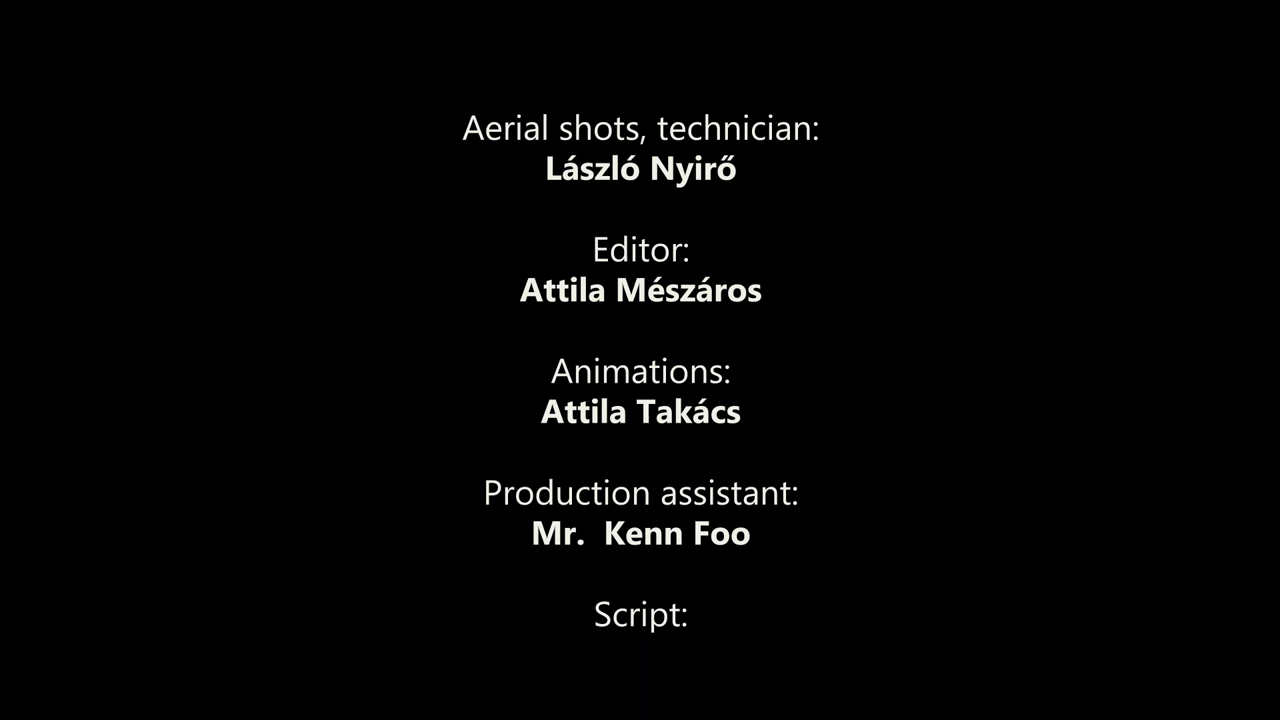 Aerial shots, technician:
László Nyirő
Editor:
Attila Mészáros
Animations:
Attila Takács
Production assistant:
Mr.  Kenn Foo
Script: